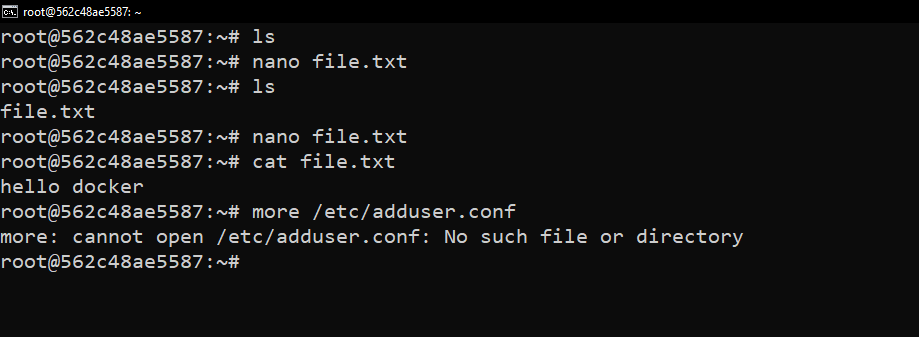 root@562c48ae5587: ~
root@562c48ae5587:~# ls
root@562c48ae5587:~# nano file.txt
root@562c48ae5587:~# ls
file.txt
root@562c48ae5587:~# nano file.txt
root@562c48ae5587:~# cat file.txt
hello docker
root@562c48ae5587:~# more /etc/adduser.conf
more: cannot open /etc/adduser.conf: No such file or directory
root@562c48ae5587:~#